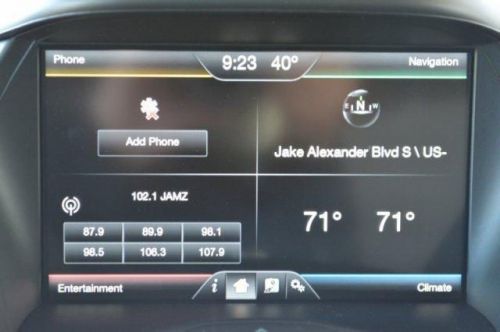 Phone
9:23 40°
Navigation
E N W
Add Phone
Jake Alexander Blvd S \ US-
102.1 JAMZ
87.9 89.9 98.1
98.5 106.3 107.9
71° 71°
Entertainment
i
Climate